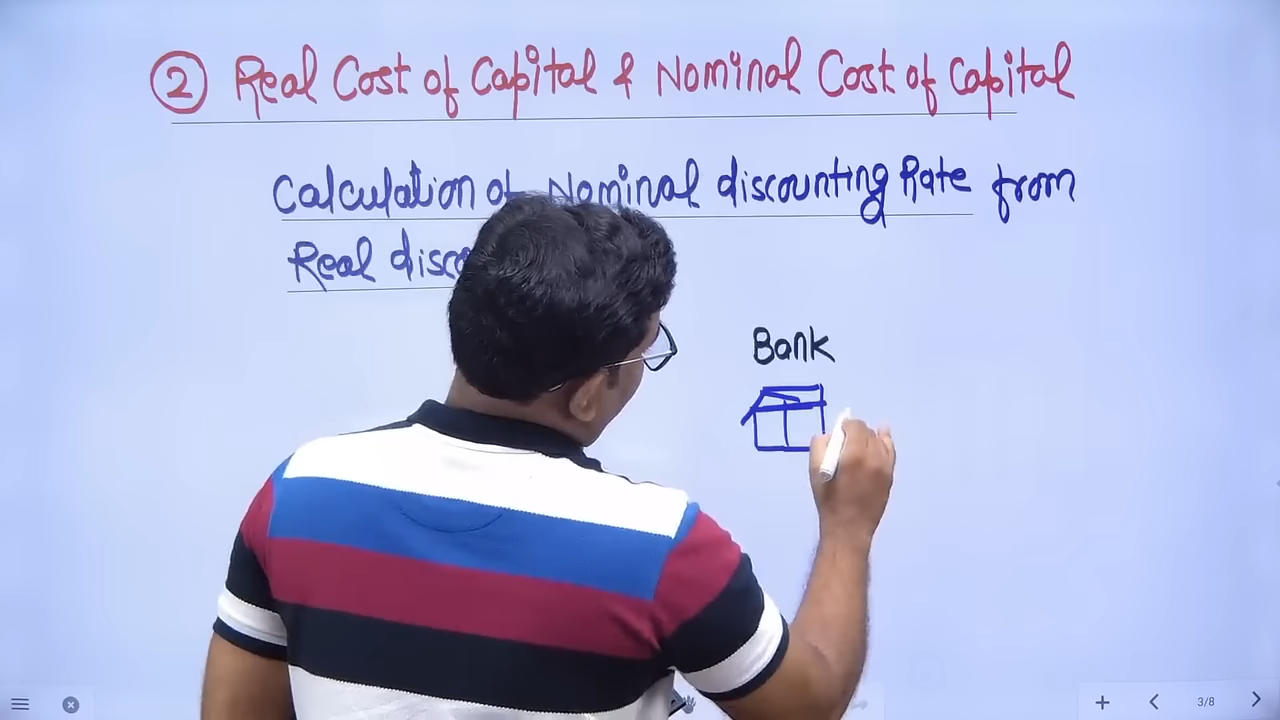 ② Real Cost of Capital & Nominal Cost of Capital
Calculation of Nominal discounting Rate from
Real
Bank
3/8